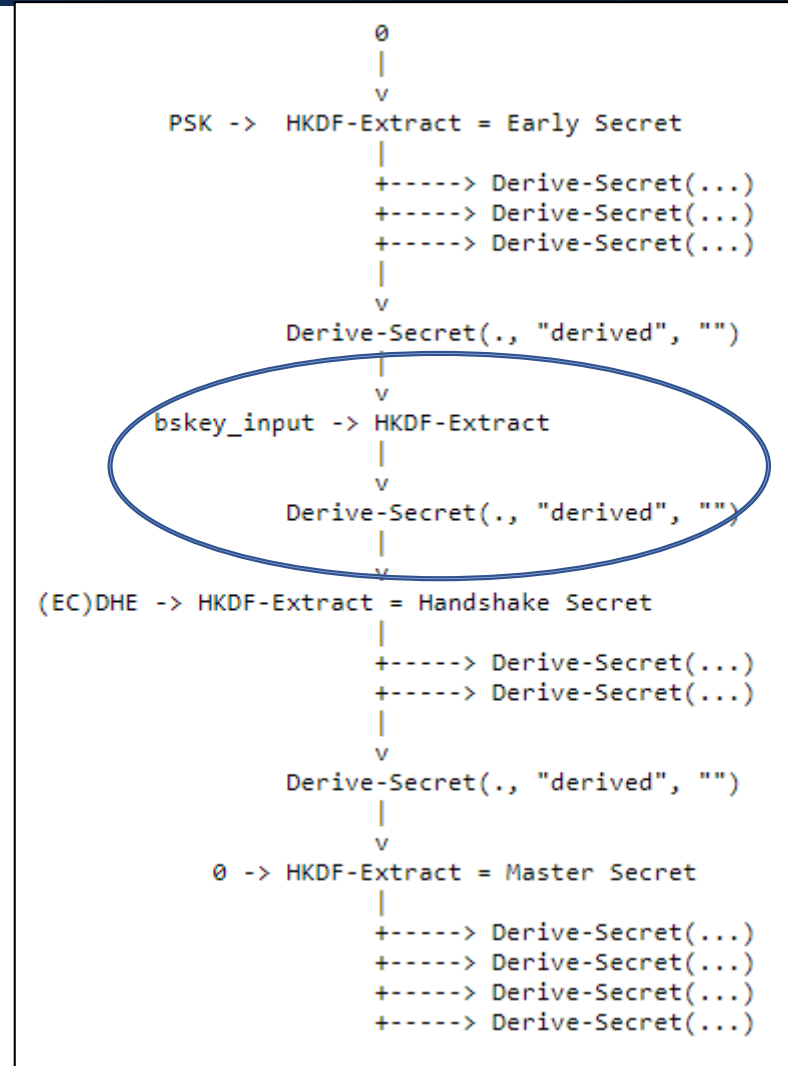 0
|
v
PSK -> HKDF-Extract = Early Secret
|
+-----> Derive-Secret(...)
+-----> Derive-Secret(...)
+-----> Derive-Secret(...)
|
v
Derive-Secret(., "derived", "")
|
v
bskey_input -> HKDF-Extract
|
v
Derive-Secret(., "derived", "")
|
v
(EC)DHE -> HKDF-Extract = Handshake Secret
|
+-----> Derive-Secret(...)
+-----> Derive-Secret(...)
|
v
Derive-Secret(., "derived", "")
|
v
0 -> HKDF-Extract = Master Secret
|
+-----> Derive-Secret(...)
+-----> Derive-Secret(...)
+-----> Derive-Secret(...)
+-----> Derive-Secret(...)